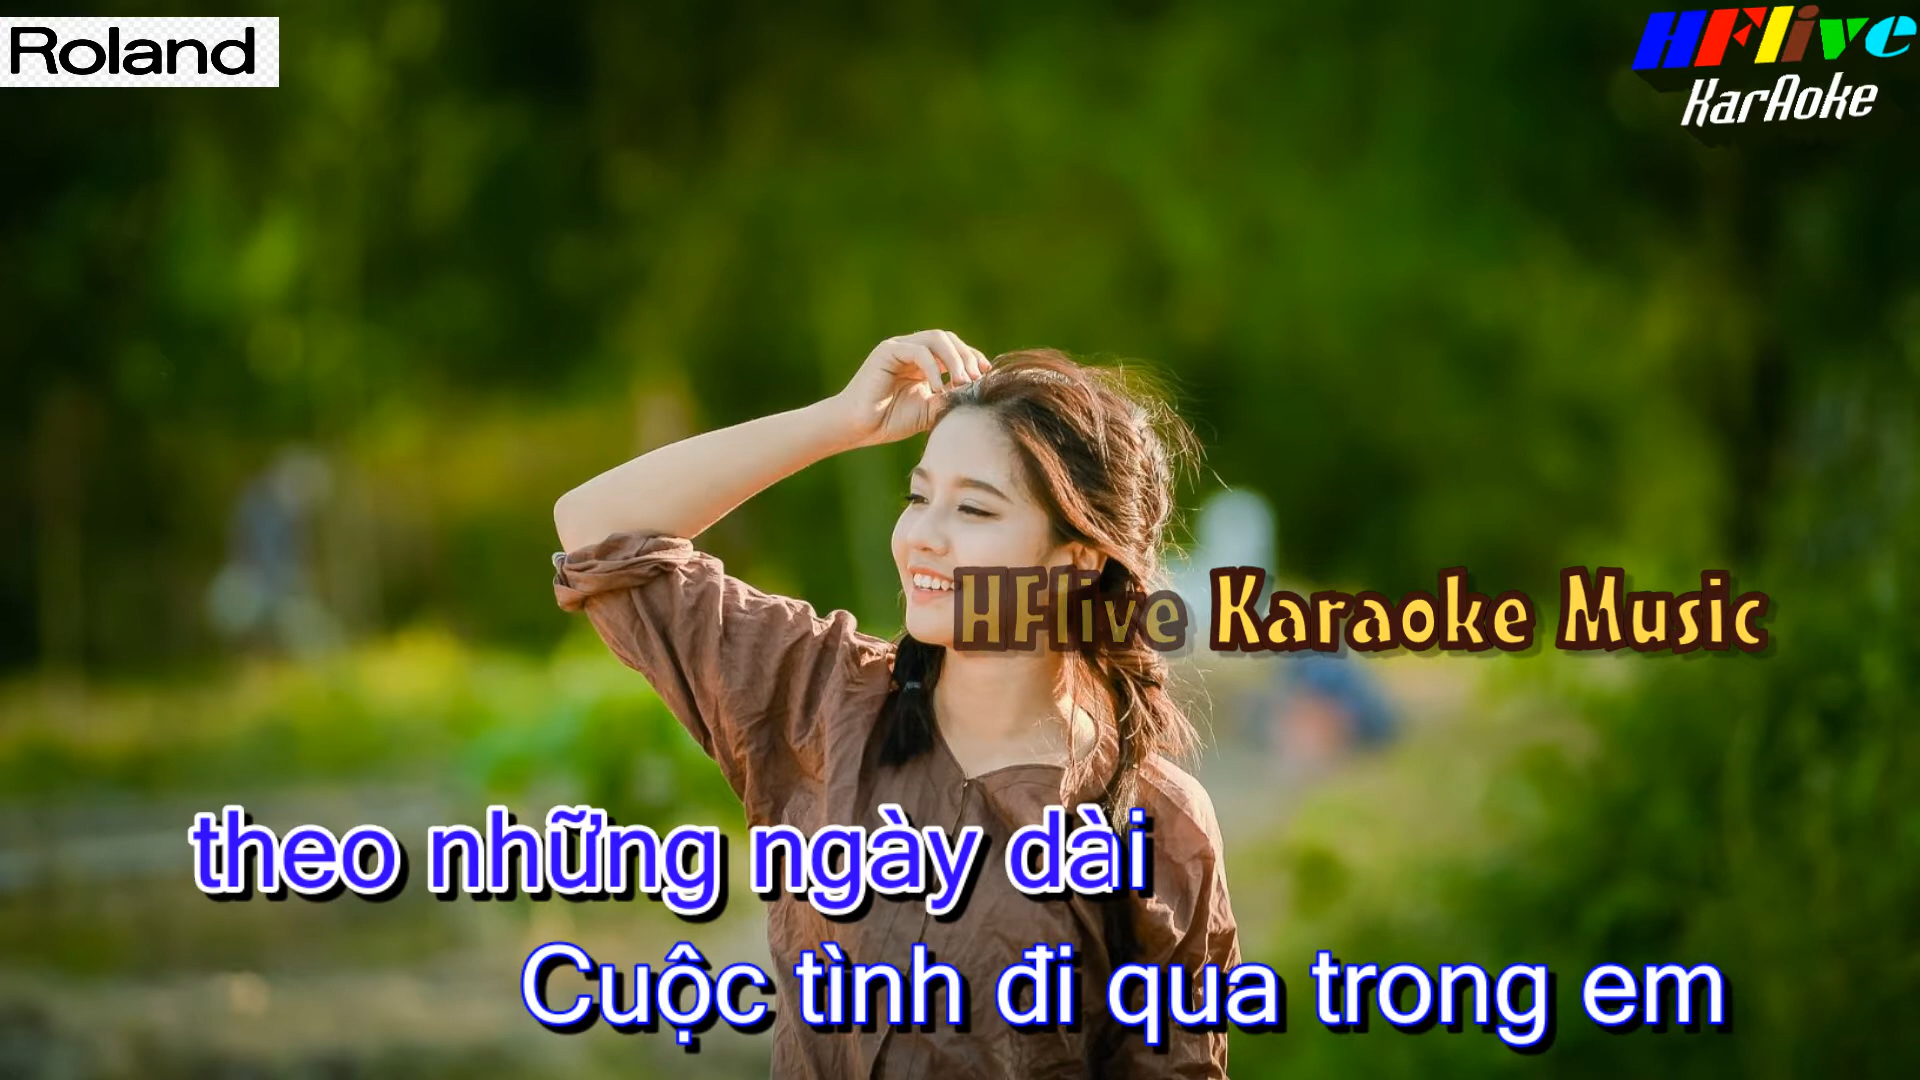 Roland
HFlive
KarAoke
HFlive Karaoke Music
theo những ngày dài
Cuộc tình đi qua trong em